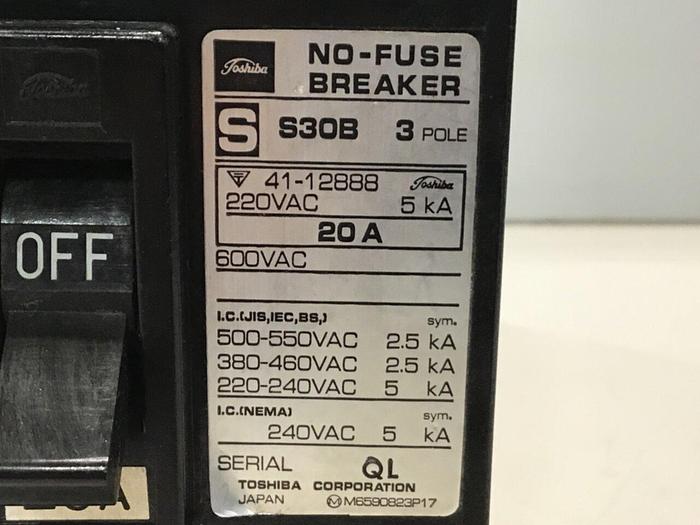 Toshiba
NO-FUSE
BREAKER
S S30B 3 POLE
41-12888 Toshiba
220VAC 5 kA
20 A
600VAC
I.C.(JIS,IEC,BS,) sym.
500-550VAC 2.5 kA
380-460VAC 2.5 kA
220-240VAC 5 kA
I.C.(NEMA) sym.
240VAC 5 kA
SERIAL QL
TOSHIBA CORPORATION
JAPAN M M6590823P17
Toshiba
OFF